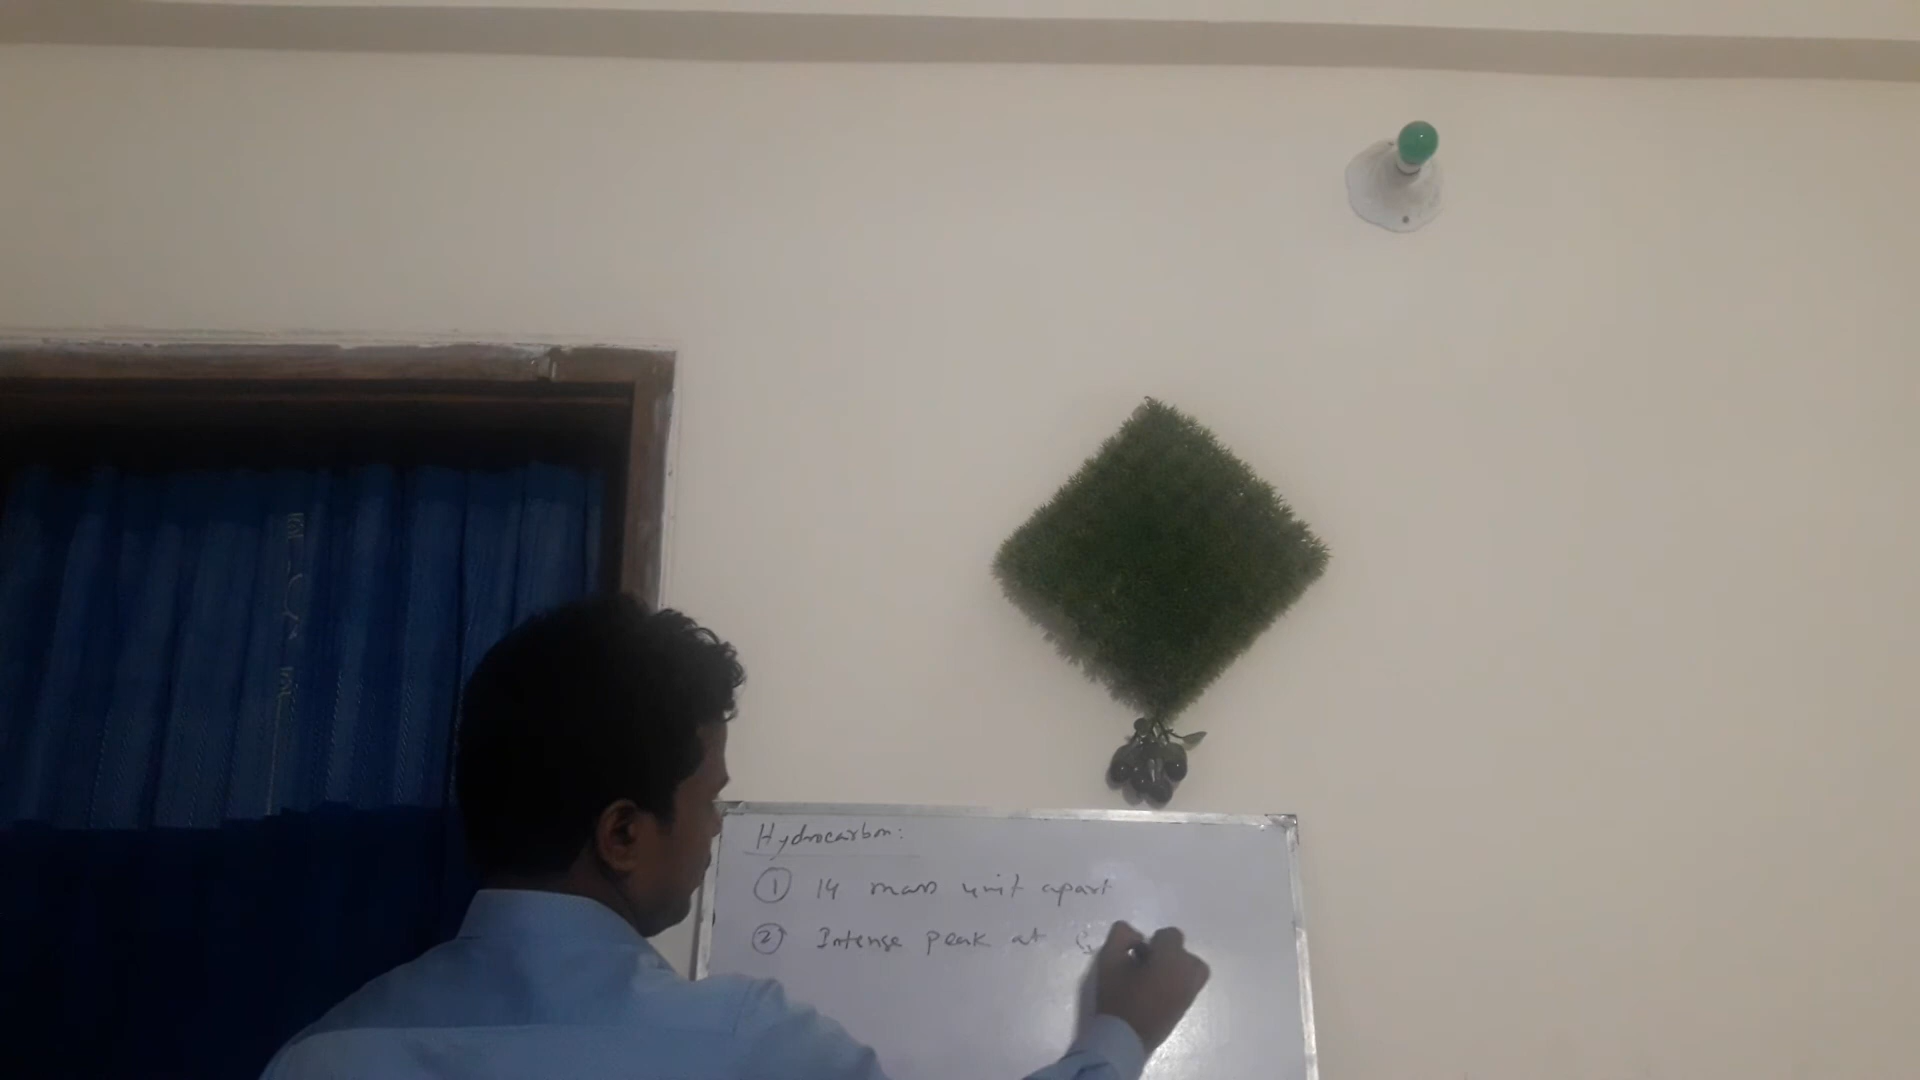 Hydrocarbon:
① 14 mass unit apart
② Intense peak at